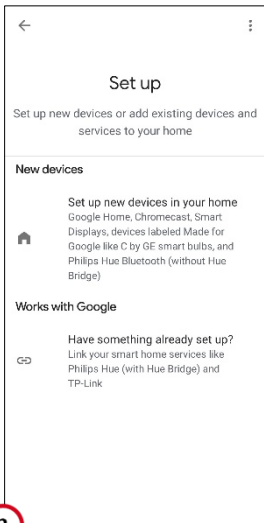 Set up
Set up new devices or add existing devices and
services to your home
New devices
Set up new devices in your home
Google Home, Chromecast, Smart
Displays, devices labeled Made for
Google like C by GE smart bulbs, and
Philips Hue Bluetooth (without Hue
Bridge)
Works with Google
Have something already set up?
Link your smart home services like
Philips Hue (with Hue Bridge) and
TP-Link